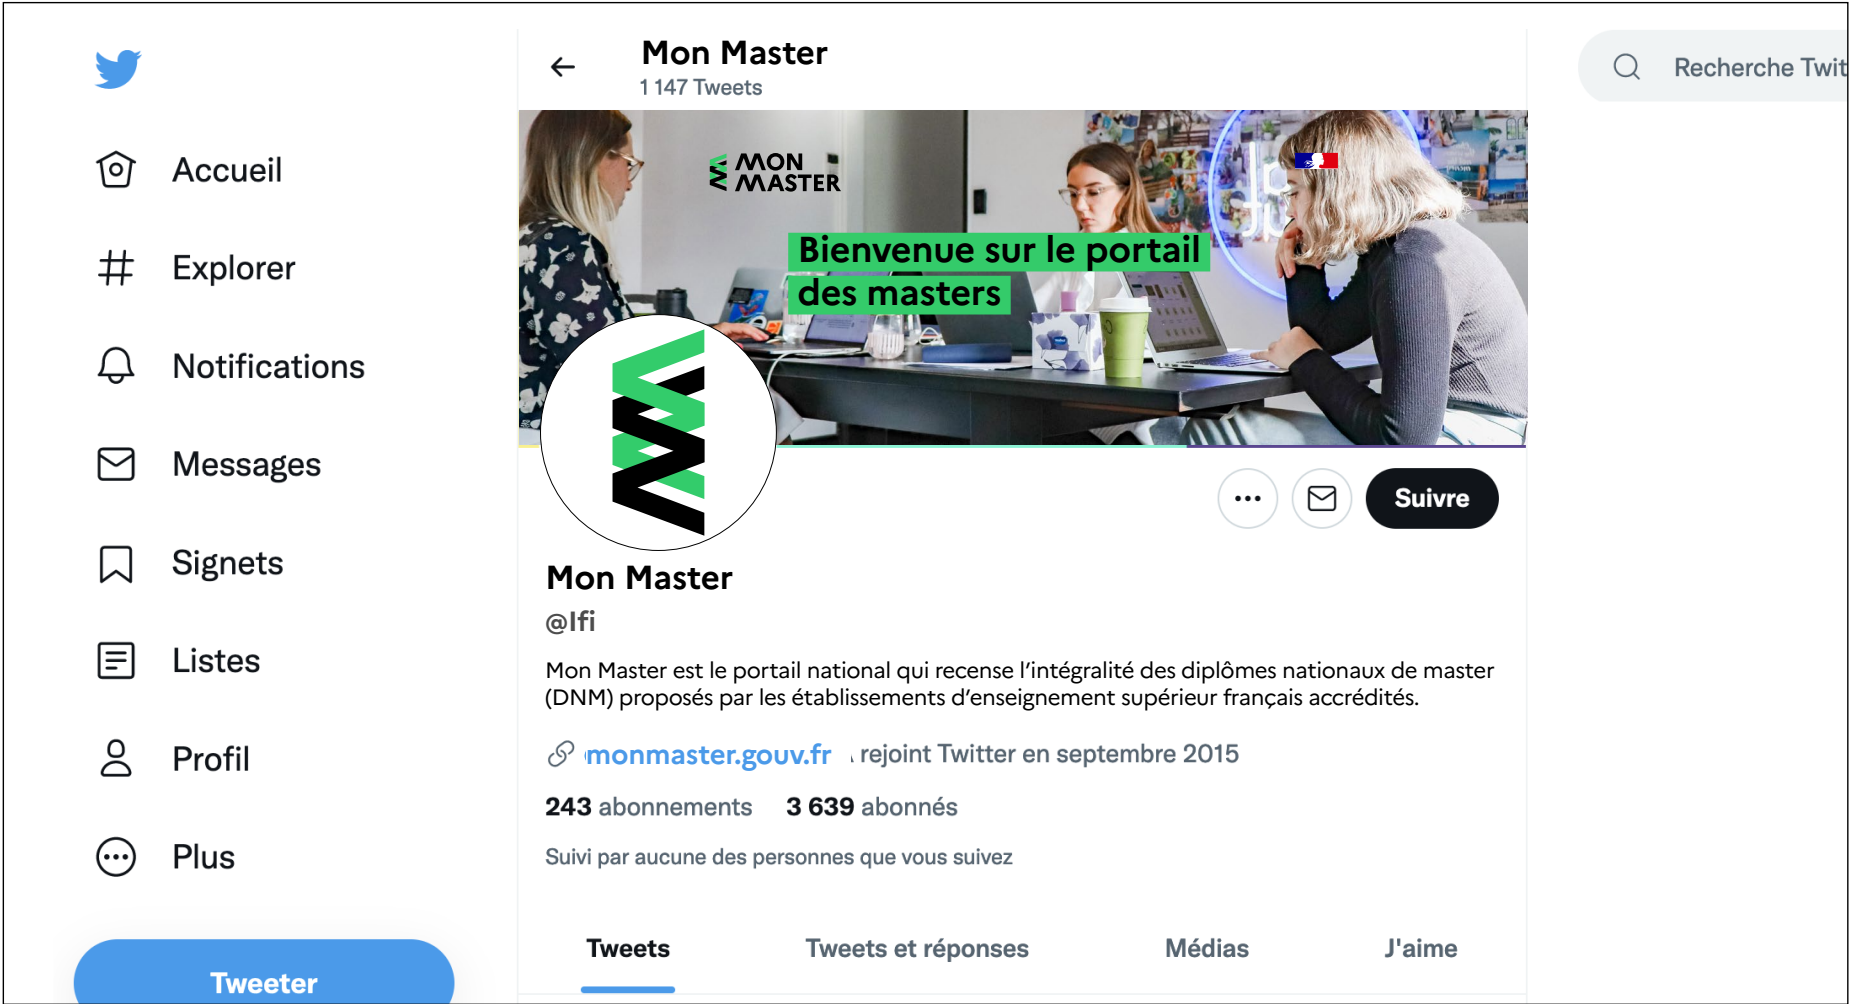 Mon Master
1 147 Tweets
Recherche Twit
Accueil
Explorer
Notifications
Messages
Signets
Listes
Profil
Plus
Tweeter
MON
MASTER
Bienvenue sur le portail
des masters
Suivre
Mon Master
@Ifi
Mon Master est le portail national qui recense l’intégralité des diplômes nationaux de master
(DNM) proposés par les établissements d’enseignement supérieur français accrédités.
monmaster.gouv.fr rejoint Twitter en septembre 2015
243 abonnements 3 639 abonnés
Suivi par aucune des personnes que vous suivez
Tweets Tweets et réponses Médias J'aime